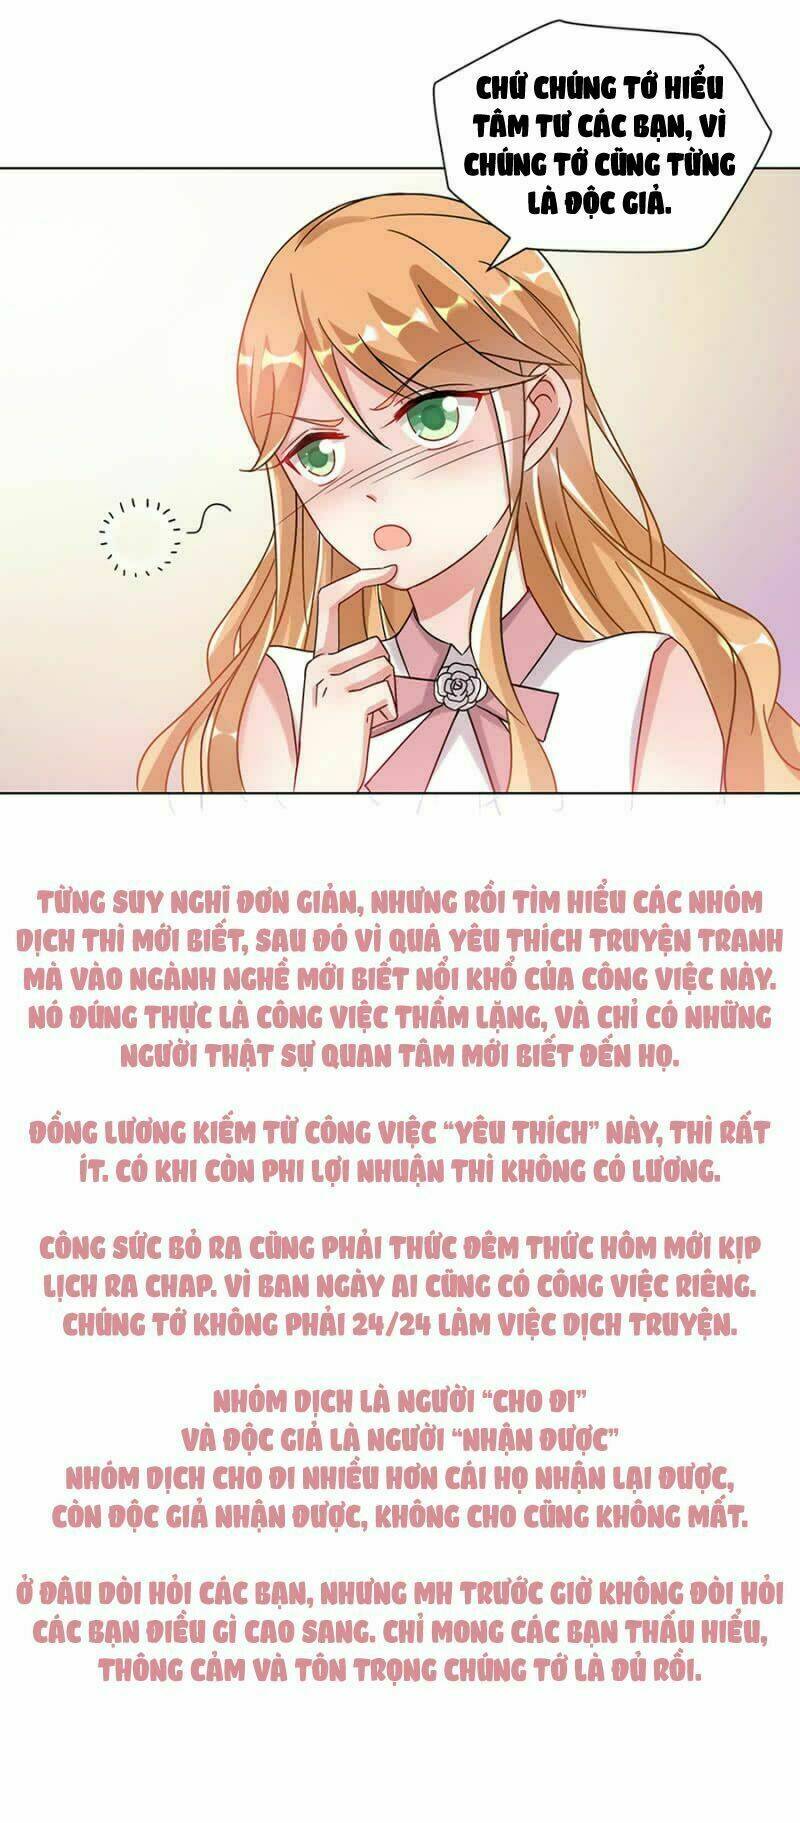 CHỨ CHÚNG TỚ HIỂU
TÂM TƯ CÁC BẠN, VÌ
CHÚNG TỚ CŨNG TỪNG
LÀ ĐỘC GIẢ.
TỪNG SUY NGHĨ ĐƠN GIẢN, NHƯNG RỒI TÌM HIỂU CÁC NHÓM
DỊCH THÌ MỚI BIẾT, SAU ĐÓ VÌ QUÁ YÊU THÍCH TRUYỆN TRANH
MÀ VÀO NGÀNH NGHỀ MỚI BIẾT NỔI KHỔ CỦA CÔNG VIỆC NÀY.
NÓ ĐÚNG THỰC LÀ CÔNG VIỆC THẦM LẶNG, VÀ CHỈ CÓ NHỮNG
NGƯỜI THẬT SỰ QUAN TÂM MỚI BIẾT ĐẾN HỌ.
ĐỒNG LƯƠNG KIẾM TỪ CÔNG VIỆC “YÊU THÍCH” NÀY, THÌ RẤT
ÍT. CÓ KHI CÒN PHI LỢI NHUẬN THÌ KHÔNG CÓ LƯƠNG.
CÔNG SỨC BỎ RA CŨNG PHẢI THỨC ĐÊM THỨC HÔM MỚI KỊP
LỊCH RA CHAP. VÌ BAN NGÀY AI CŨNG CÓ CÔNG VIỆC RIÊNG.
CHÚNG TỚ KHÔNG PHẢI 24/24 LÀM VIỆC DỊCH TRUYỆN.
NHÓM DỊCH LÀ NGƯỜI “CHO ĐI”
VÀ ĐỘC GIẢ LÀ NGƯỜI “NHẬN ĐƯỢC”
NHÓM DỊCH CHO ĐI NHIỀU HƠN CÁI HỌ NHẬN LẠI ĐƯỢC,
CÒN ĐỘC GIẢ NHẬN ĐƯỢC, KHÔNG CHO CŨNG KHÔNG MẤT.
Ở ĐÂU DÒI HỎI CÁC BẠN, NHƯNG MH TRƯỚC GIỜ KHÔNG ĐÒI HỎI
CÁC BẠN ĐIỀU GÌ CAO SANG. CHỈ MONG CÁC BẠN THẤU HIỂU,
THÔNG CẢM VÀ TÔN TRỌNG CHÚNG TỚ LÀ ĐỦ RỒI.